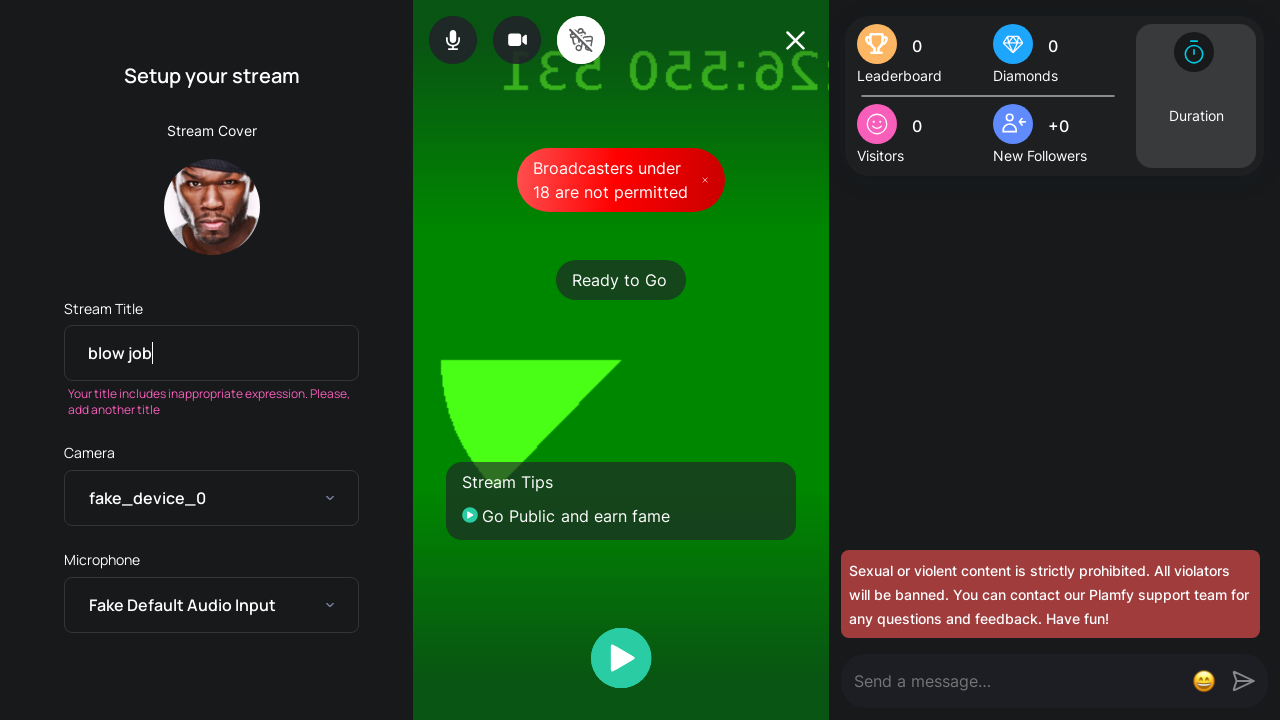 Setup your stream
Stream Cover
Stream Title
blow job
Your title includes inappropriate expression. Please,
add another title
Camera
fake_device_0
Microphone
Fake Default Audio Input
:26:550 531
Broadcasters under
18 are not permitted
Ready to Go
Stream Tips
Go Public and earn fame
0
Leaderboard
0
Diamonds
0
Visitors
+0
New Followers
Duration
Sexual or violent content is strictly prohibited. All violators
will be banned. You can contact our Plamfy support team for
any questions and feedback. Have fun!
Send a message...